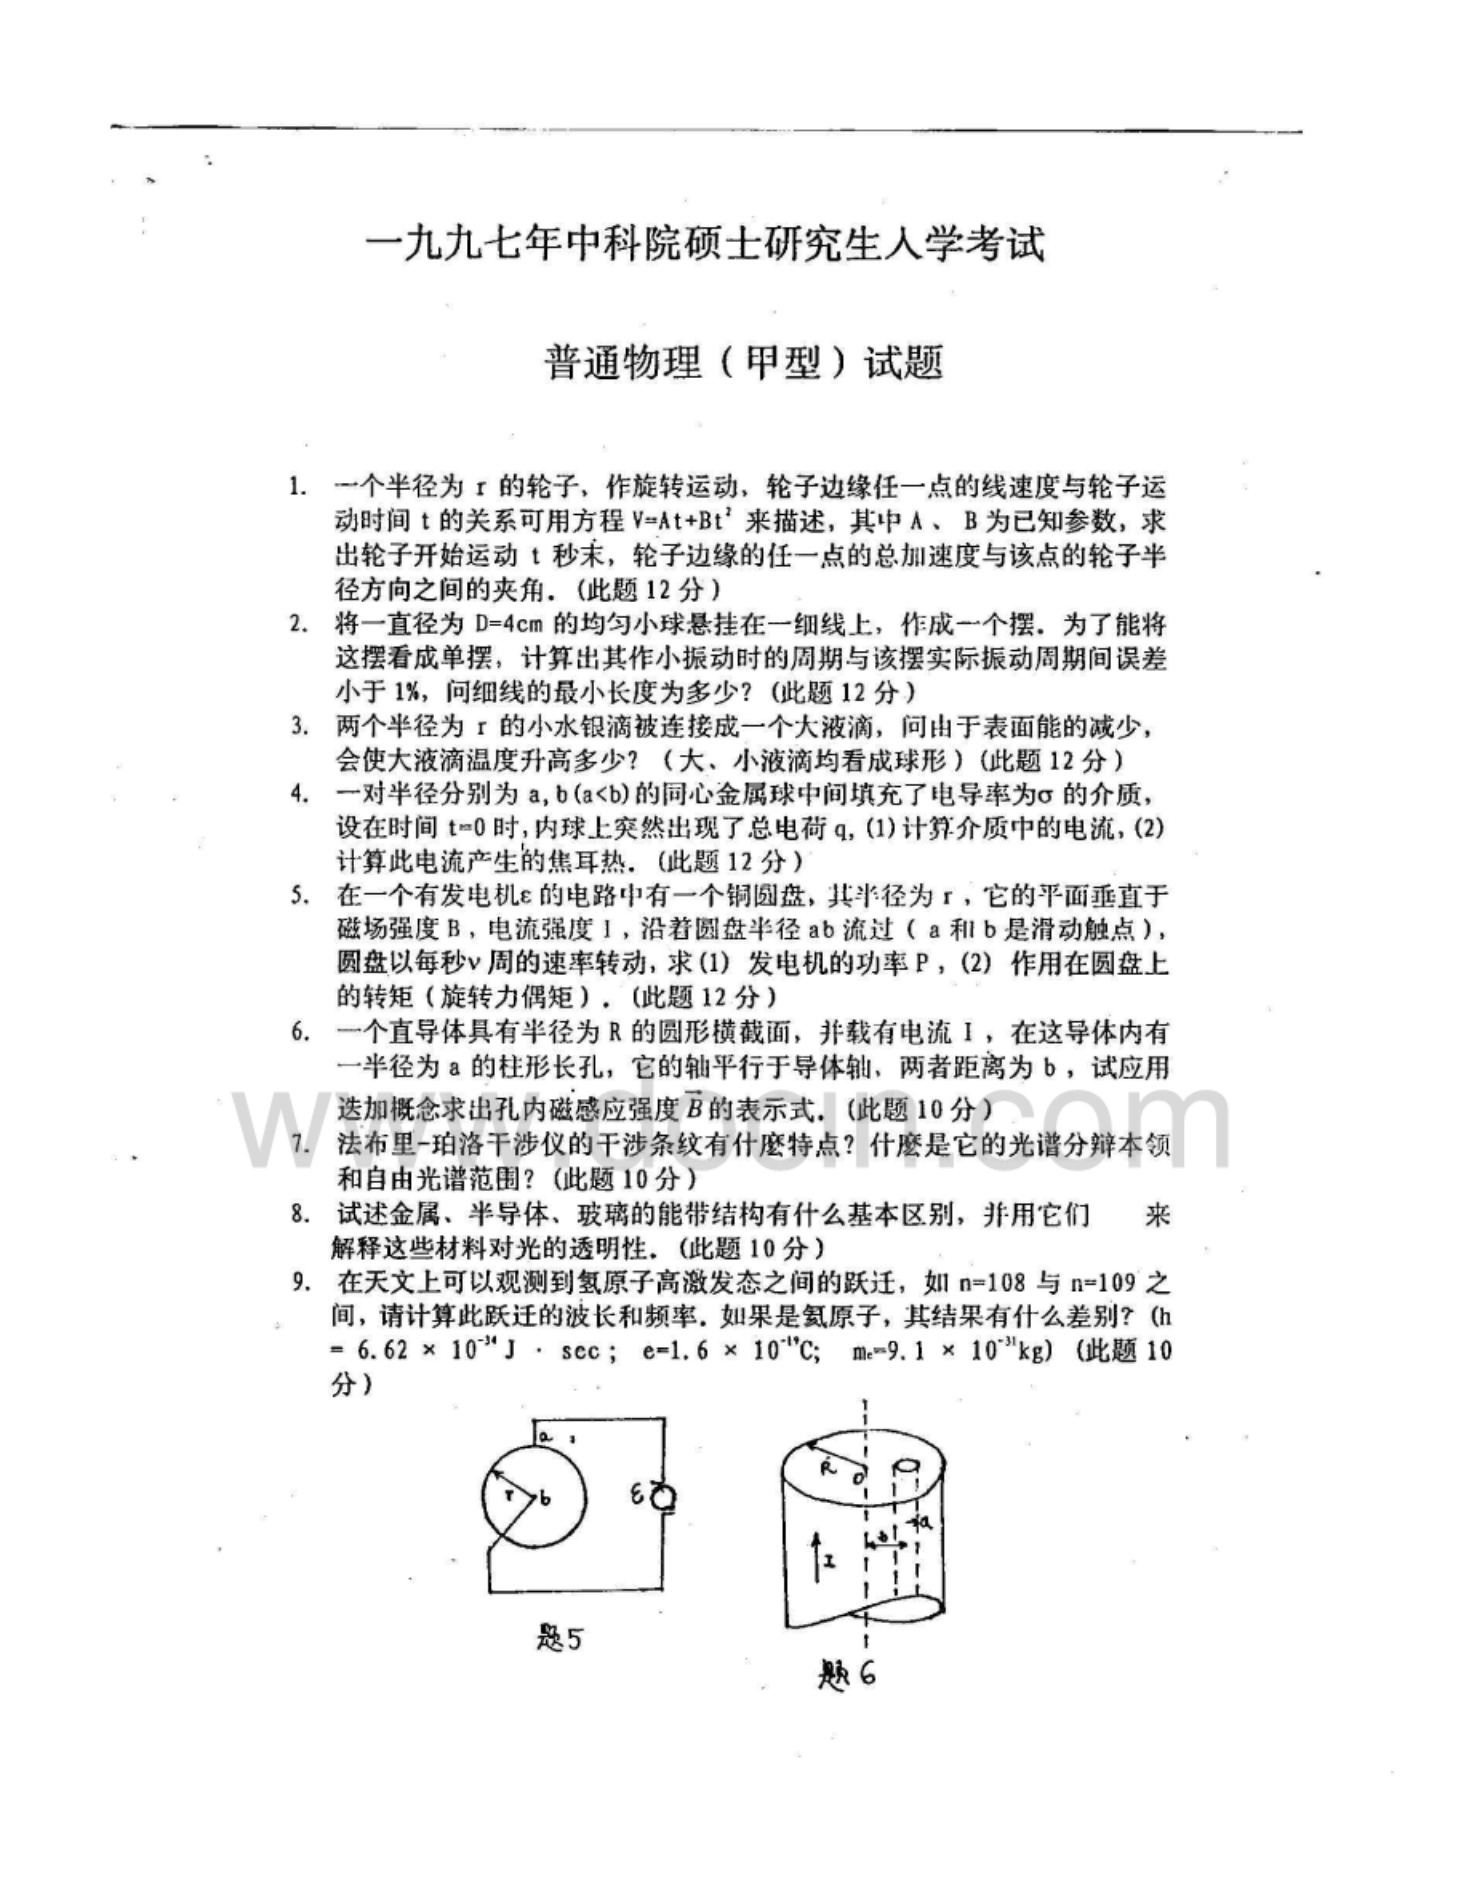 一九九七年中科院硕士研究生入学考试
普通物理(甲型)试题
1. 一个半径为 r 的轮子、作旋转运动，轮子边缘任一点的线速度与轮子运
动时间 t 的关系可用方程 V=At+Bt² 来描述，其中 A 、 B 为已知参数，求
出轮子开始运动 t 秒末，轮子边缘的任一点的总加速度与该点的轮子半
径方向之间的夹角．(此题 12 分)
2. 将一直径为 D=4cm 的均匀小球悬挂在一细线上，作成一个摆．为了能将
这摆看成单摆，计算出其作小振动时的周期与该摆实际振动周期间误差
小于 1%，问细线的最小长度为多少？(此题 12 分)
3. 两个半径为 r 的小水银滴被连接成一个大液滴，问由于表面能的减少，
会使大液滴温度升高多少？(大、小液滴均看成球形)(此题 12 分)
4. 一对半径分别为 a,b(a<b)的同心金属球中间填充了电导率为σ 的介质，
设在时间 t=0 时,内球上突然出现了总电荷 q,(1)计算介质中的电流,(2)
计算此电流产生的焦耳热．(此题 12 分)
5. 在一个有发电机ε 的电路中有一个铜圆盘，其半径为 r ，它的平面垂直于
磁场强度 B ，电流强度 I ，沿着圆盘半径 ab 流过( a 和 b 是滑动触点)，
圆盘以每秒ν 周的速率转动，求(1) 发电机的功率 P ，(2) 作用在圆盘上
的转矩(旋转力偶矩)．(此题 12 分)
6. 一个直导体具有半径为 R 的圆形横截面，并载有电流 I ，在这导体内有
一半径为 a 的柱形长孔，它的轴平行于导体轴，两者距离为 b ，试应用
迭加概念求出孔内磁感应强度 B⃗ 的表示式．(此题 10 分)
7. 法布里-珀洛干涉仪的干涉条纹有什麽特点？什麽是它的光谱分辩本领
和自由光谱范围？(此题 10 分)
8. 试述金属、半导体、玻璃的能带结构有什么基本区别，并用它们 来
解释这些材料对光的透明性．(此题 10 分)
9. 在天文上可以观测到氢原子高激发态之间的跃迁，如 n=108 与 n=109 之
间，请计算此跃迁的波长和频率．如果是氦原子，其结果有什么差别？(h
= 6.62 × 10⁻³⁴ J · sec ； e=1.6 × 10⁻¹⁹C; me=9.1 × 10⁻³¹kg) (此题 10
分)
a
r
b
ε
题5
R
O
a
b
I
题6
www.docin.com